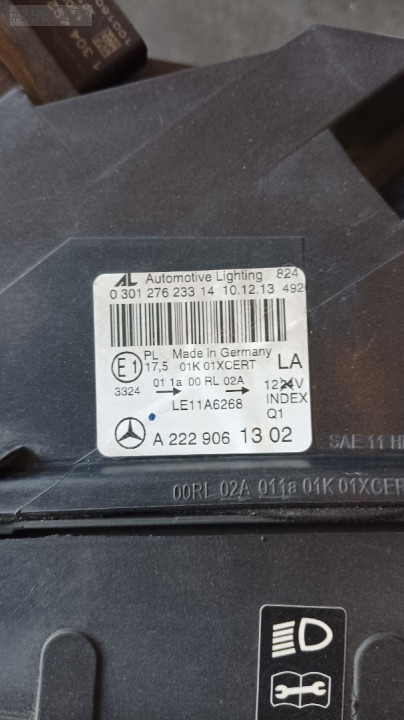 1304
AL Automotive Lighting 824
0 301 276 233 14 10.12.13 492
E1 PL 17,5 Made in Germany
01K 01XCERT LA
3324 01 1a 00 RL 02A 12 24V
LE11A6268 INDEX
Q1
A 222 906 13 02
SAE 11 H
00RL 02A 011a 01K 01XCER